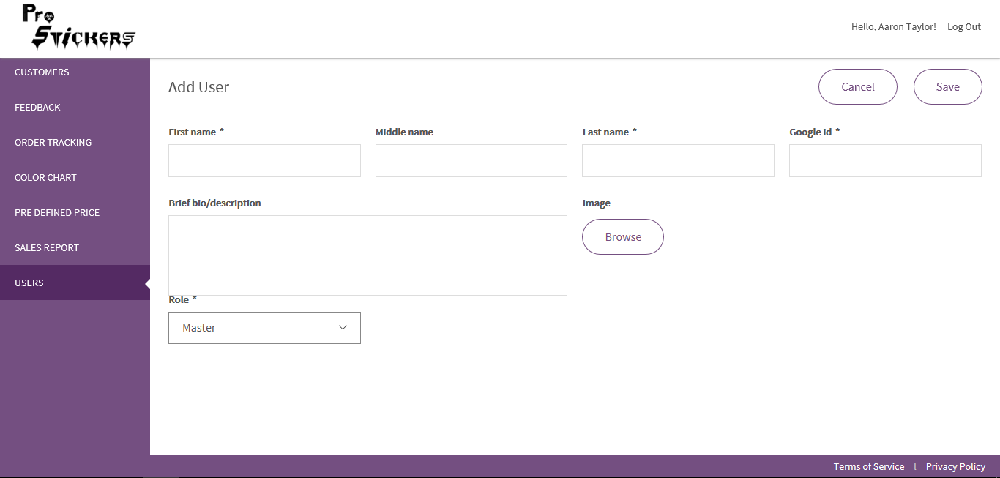 Pro
Stickers
Hello, Aaron Taylor! Log Out
CUSTOMERS
FEEDBACK
ORDER TRACKING
COLOR CHART
PRE DEFINED PRICE
SALES REPORT
USERS
Add User
Cancel Save
First name * Middle name Last name * Google id *
Brief bio/description Image
Browse
Role *
Master
Terms of Service | Privacy Policy